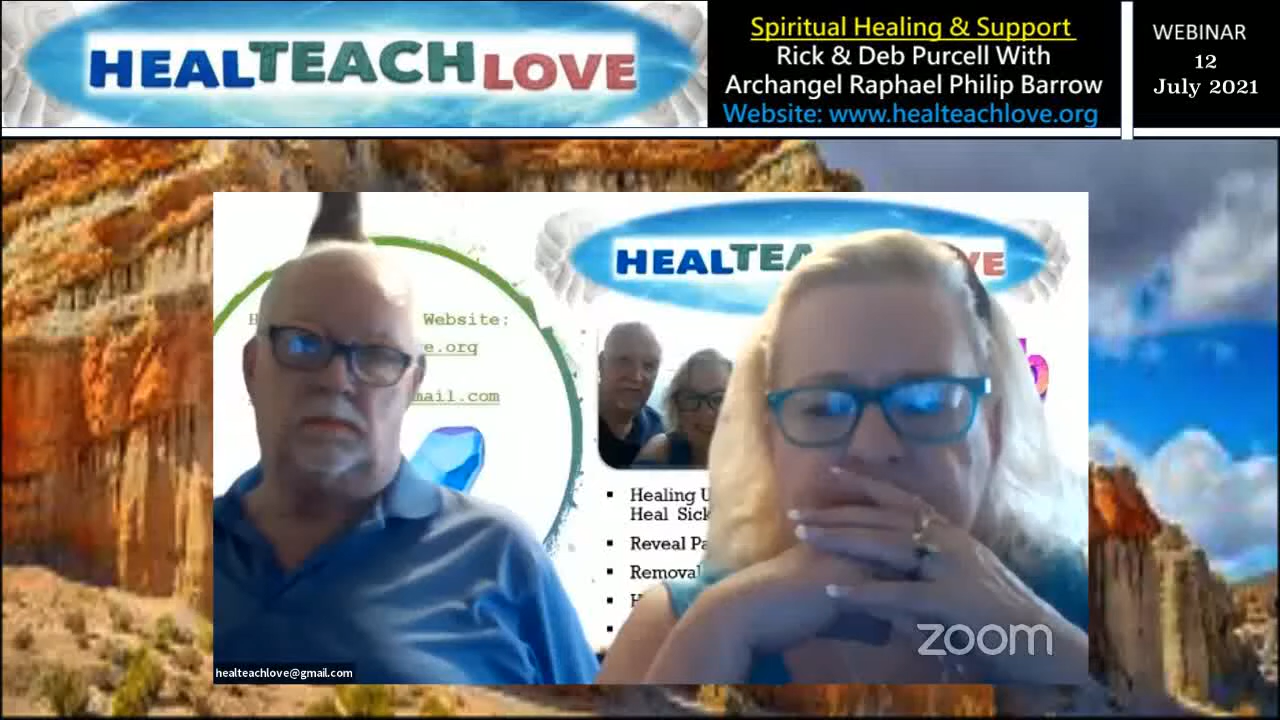 HEALTEACHLOVE
Spiritual Healing & Support
Rick & Deb Purcell With
Archangel Raphael Philip Barrow
Website: www.healteachlove.org
WEBINAR
12
July 2021
Website:
e.org
mail.com
HEALTEA VE
Healing U
Heal Sick
Reveal Pa
Removal
H
healteachlove@gmail.com
zoom